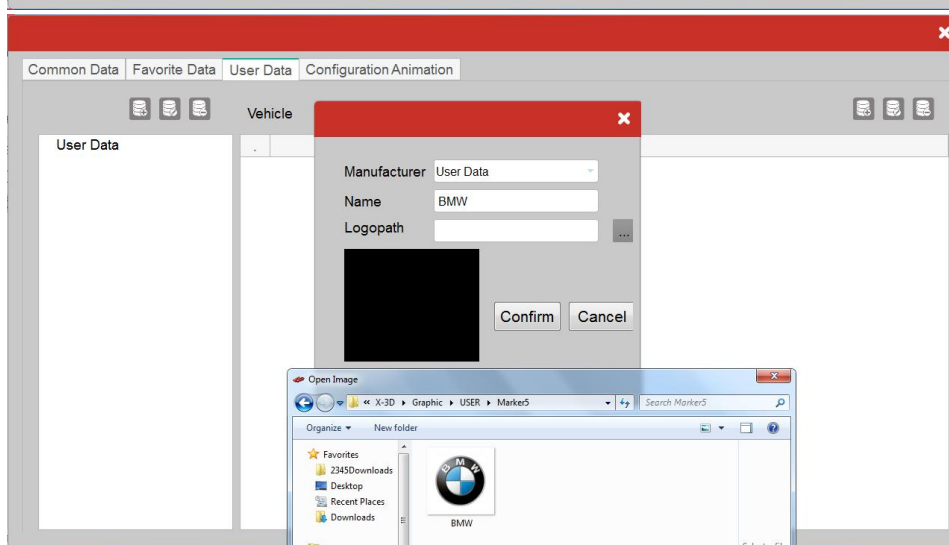 Common Data Favorite Data User Data Configuration Animation
Vehicle
User Data
Manufacturer User Data
Name BMW
Logopath
...
Confirm Cancel
Open Image
« X-3D Graphic USER Marker5 Search Marker5
Organize New folder
Favorites
2345Downloads
Desktop
Recent Places
Downloads
BMW
BMW